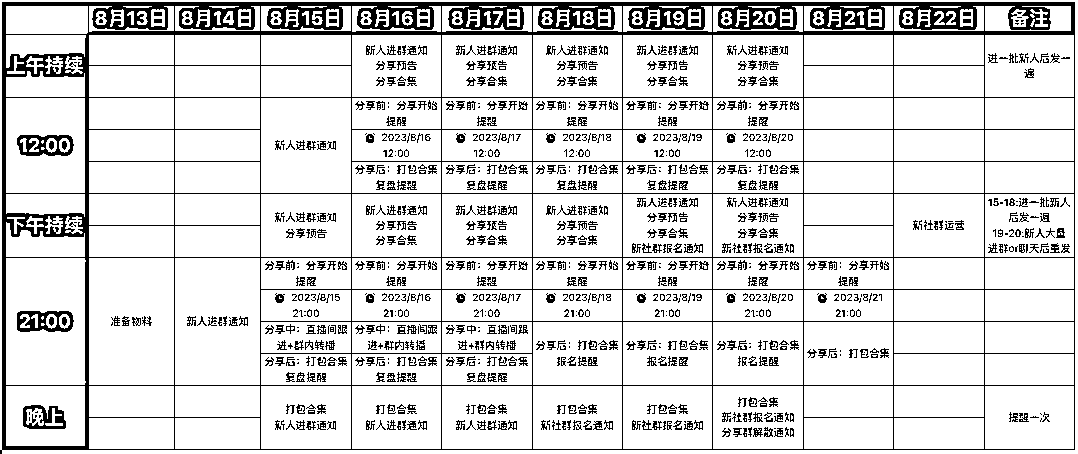 8月13日 8月14日 8月15日 8月16日 8月17日 8月18日 8月19日 8月20日 8月21日 8月22日 备注
上午持续
新人进群通知 新人进群通知 新人进群通知 新人进群通知 新人进群通知
分享预告 分享预告 分享预告 分享预告 分享预告
分享合集 分享合集 分享合集 分享合集 分享合集
进一批新人后发一
遍
12:00
新人进群通知
分享前：分享开始 分享前：分享开始 分享前：分享开始 分享前：分享开始 分享前：分享开始
提醒 提醒 提醒 提醒 提醒
⏰ 2023/8/16 ⏰ 2023/8/17 ⏰ 2023/8/18 ⏰ 2023/8/19 ⏰ 2023/8/20
12:00 12:00 12:00 12:00 12:00
分享后：打包合集 分享后：打包合集 分享后：打包合集 分享后：打包合集 分享后：打包合集
复盘提醒 复盘提醒 复盘提醒 复盘提醒 复盘提醒
下午持续
新人进群通知
分享预告
新人进群通知 新人进群通知 新人进群通知
分享预告 分享预告 分享预告
分享合集 分享合集 分享合集
新人进群通知 新人进群通知
分享预告 分享预告
分享合集 分享合集
新社群报名通知 新社群报名通知
新社群运营
15-18:进一批新人
后发一遍
19-20:新人大量
进群or聊天后重发
21:00
准备物料 新人进群通知
分享前：分享开始 分享前：分享开始 分享前：分享开始 分享前：分享开始 分享前：分享开始 分享前：分享开始 分享前：分享开始
提醒 提醒 提醒 提醒 提醒 提醒 提醒
⏰ 2023/8/15 ⏰ 2023/8/16 ⏰ 2023/8/17 ⏰ 2023/8/18 ⏰ 2023/8/19 ⏰ 2023/8/20 ⏰ 2023/8/21
21:00 21:00 21:00 21:00 21:00 21:00 21:00
分享中：直播间跟 分享中：直播间跟 分享中：直播间跟
进+群内转播 进+群内转播 进+群内转播
分享后：打包合集 分享后：打包合集 分享后：打包合集
复盘提醒 复盘提醒 复盘提醒
分享后：打包合集 分享后：打包合集 分享后：打包合集
报名提醒 报名提醒 报名提醒
分享后：打包合集
晚上
打包合集 打包合集 打包合集 打包合集 打包合集
新人进群通知 新人进群通知 新人进群通知 新社群报名通知 新社群报名通知
打包合集
新社群报名通知
分享群解散通知
提醒一次